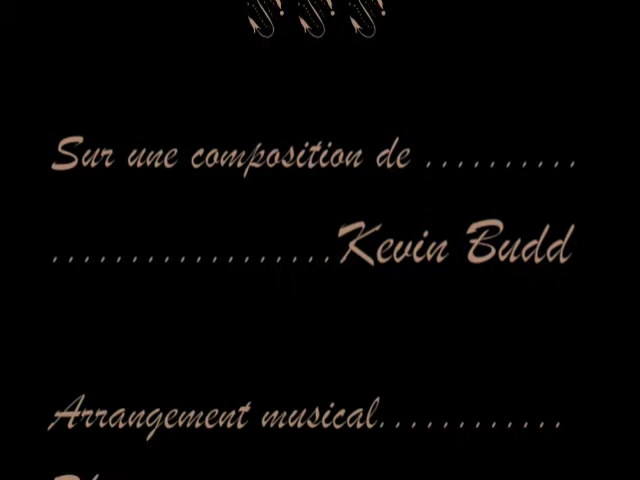 Sur une composition de ..........
..................Kevin Budd
Arrangement musical............